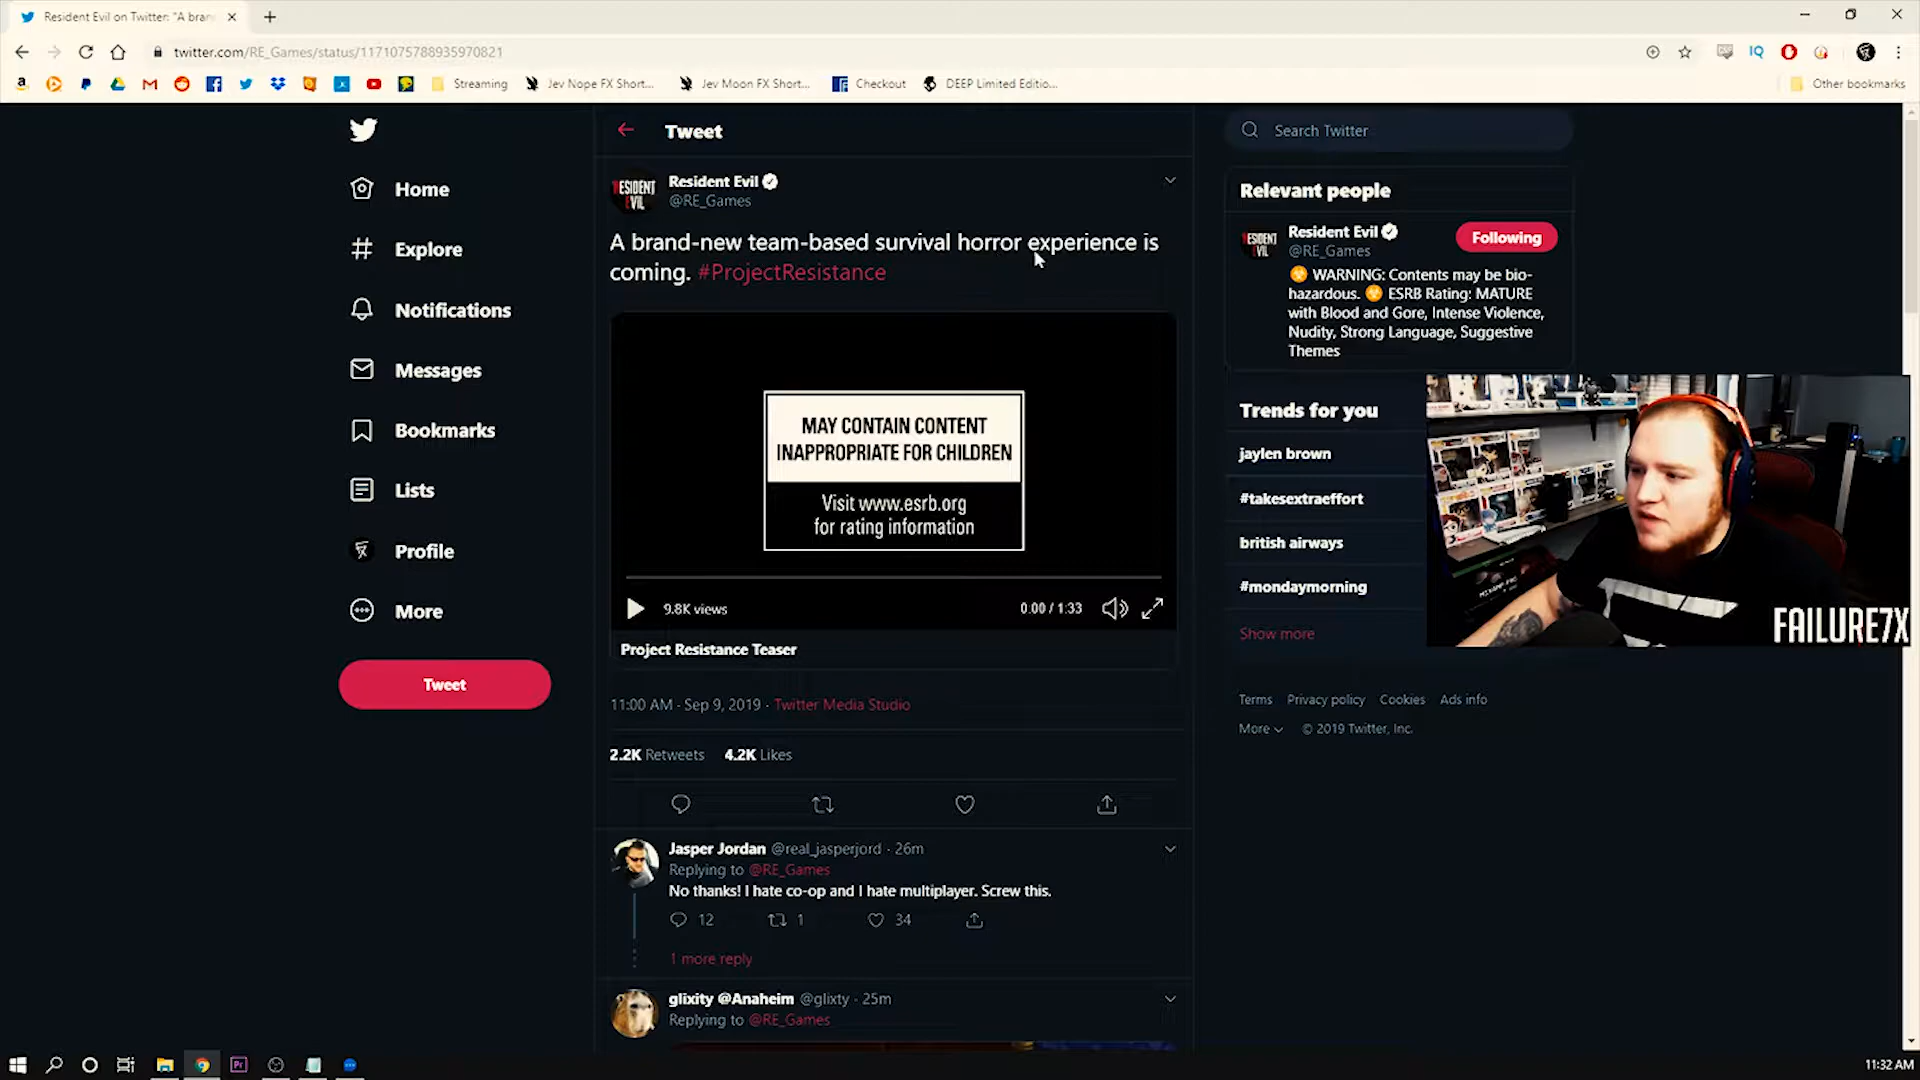 Resident Evil on Twitter: "A bran
twitter.com/RE_Games/status/1171075788935970821
Streaming
Jev Nope FX Short...
Jev Moon FX Short...
Checkout
DEEP Limited Editio...
Other bookmarks
Home
Explore
Notifications
Messages
Bookmarks
Lists
Profile
More
Tweet
Tweet
RESIDENT
EVIL
Resident Evil
@RE_Games
A brand-new team-based survival horror experience is
coming. #ProjectResistance
MAY CONTAIN CONTENT
INAPPROPRIATE FOR CHILDREN
Visit www.esrb.org
for rating information
9.8K views
0:00 / 1:33
Project Resistance Teaser
11:00 AM · Sep 9, 2019 · Twitter Media Studio
2.2K Retweets 4.2K Likes
Jasper Jordan @real_jasperjord · 26m
Replying to @RE_Games
No thanks! I hate co-op and I hate multiplayer. Screw this.
12 1 34
1 more reply
glixity @Anaheim @glixty · 25m
Replying to @RE_Games
Search Twitter
Relevant people
Resident Evil
@RE_Games
Following
WARNING: Contents may be bio-
hazardous. ESRB Rating: MATURE
with Blood and Gore, Intense Violence,
Nudity, Strong Language, Suggestive
Themes
Trends for you
jaylen brown
#takesextraeffort
british airways
#mondaymorning
Show more
Terms Privacy policy Cookies Ads info
More © 2019 Twitter, Inc.
FAILURE7X
11:32 AM